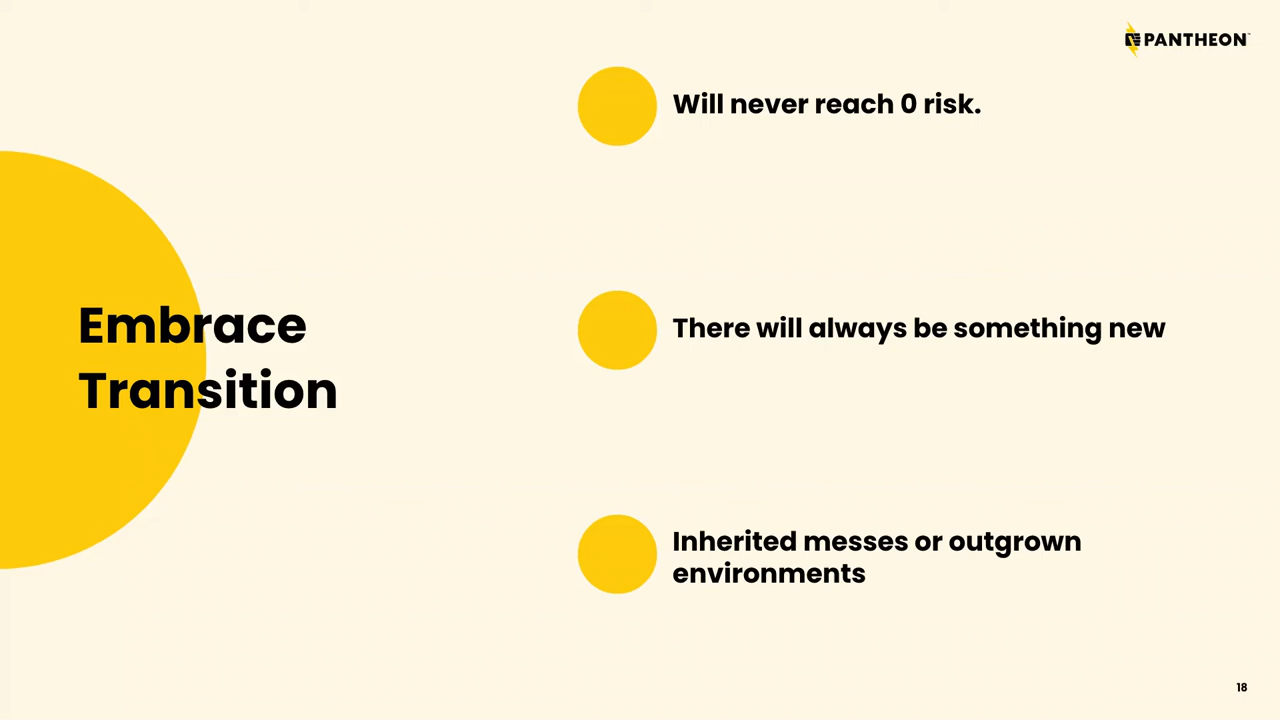 PANTHEON
Will never reach 0 risk.
Embrace
Transition
There will always be something new
Inherited messes or outgrown
environments
18